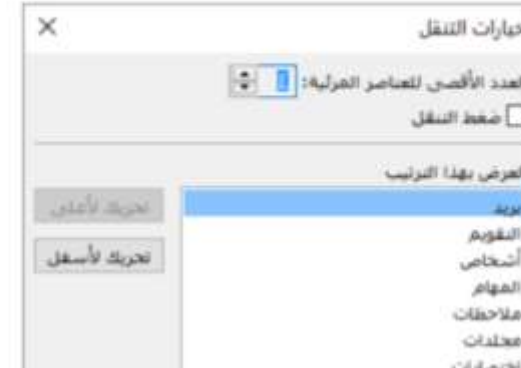 خيارات التنقل
العدد الأقصى للعناصر المرئية:
ضغط التنقل
العرض بهذا الترتيب
تحريك لأعلى
بريد
التقويم
تحريك لأسفل
أشخاص
المهام
ملاحظات
مجلدات
اختصارات